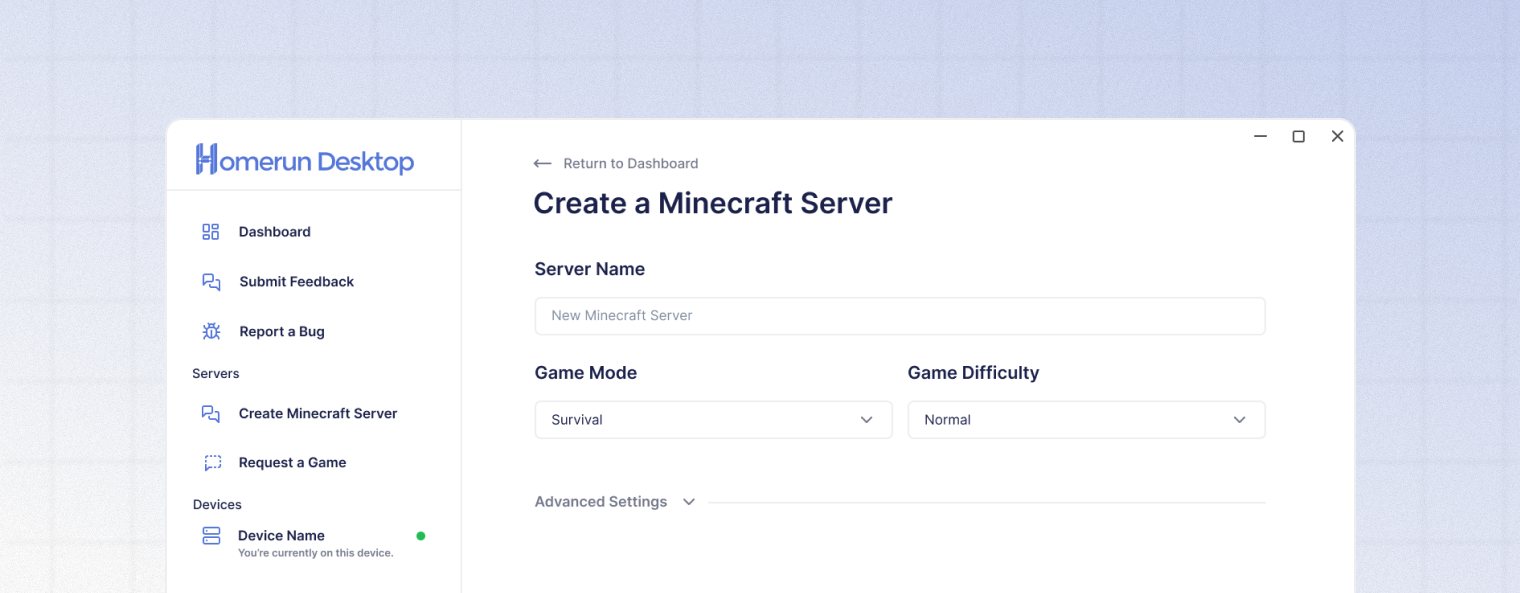 Homerun Desktop
Dashboard
Submit Feedback
Report a Bug
Servers
Create Minecraft Server
Request a Game
Devices
Device Name
You're currently on this device.
Return to Dashboard
Create a Minecraft Server
Server Name
New Minecraft Server
Game Mode
Game Difficulty
Survival
Normal
Advanced Settings